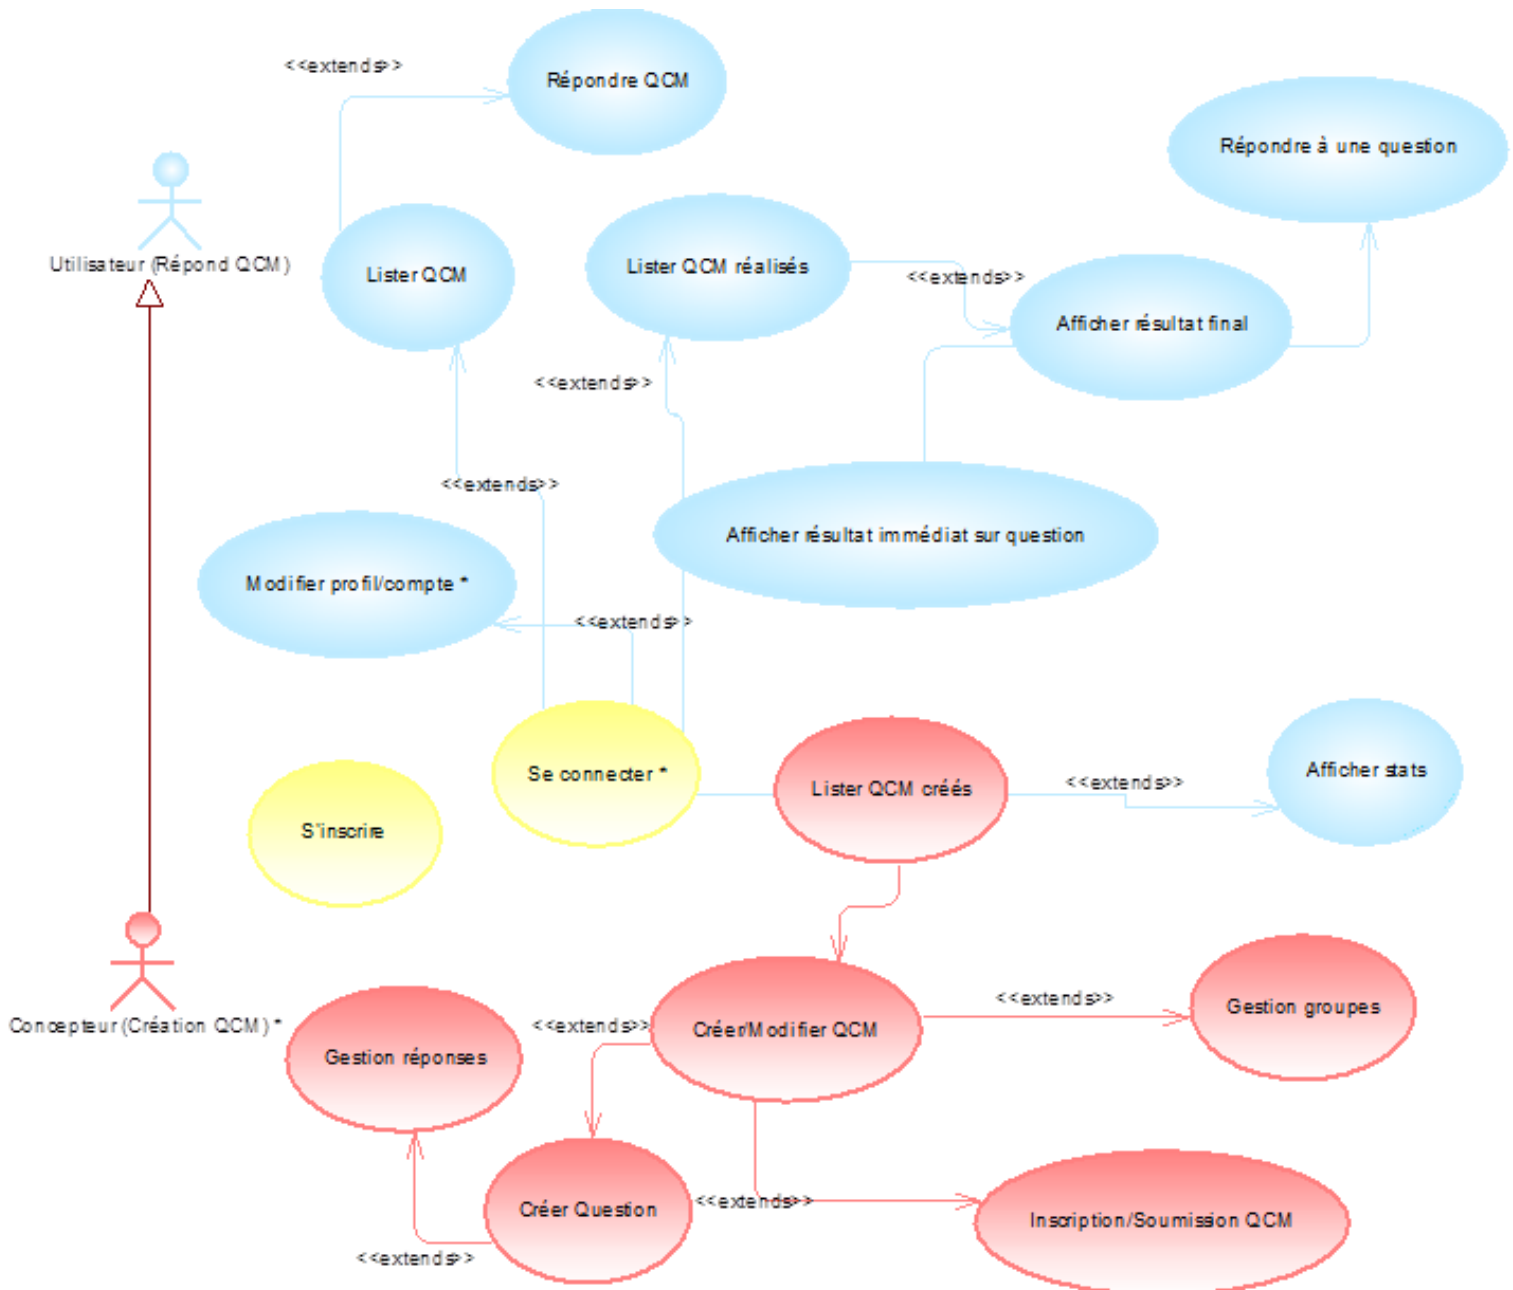 <<extends>>
Répondre QCM
Répondre à une question
Utilisateur (Répond QCM)
Lister QCM
Lister QCM réalisés
<<extends>>
Afficher résultat final
<<extends>>
<<extends>>
Afficher résultat immédiat sur question
Modifier profil/compte *
<<extends>>
Se connecter *
Lister QCM créés
<<extends>>
Afficher stats
S'inscrire
Concepteur (Création QCM) *
Gestion réponses
<<extends>>
Créer/Modifier QCM
<<extends>>
Gestion groupes
Créer Question
<<extends>>
Inscription/Soumission QCM
<<extends>>